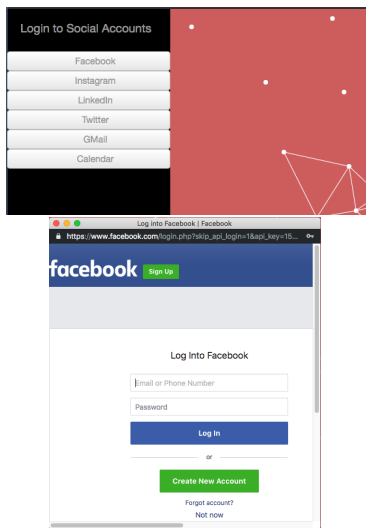 Login to Social Accounts
Facebook
Instagram
LinkedIn
Twitter
GMail
Calendar
Log into Facebook | Facebook
https://www.facebook.com/login.php?skip_api_login=1&api_key=15...
facebook
Sign Up
Log Into Facebook
Email or Phone Number
Password
Log In
or
Create New Account
Forgot account?
Not now